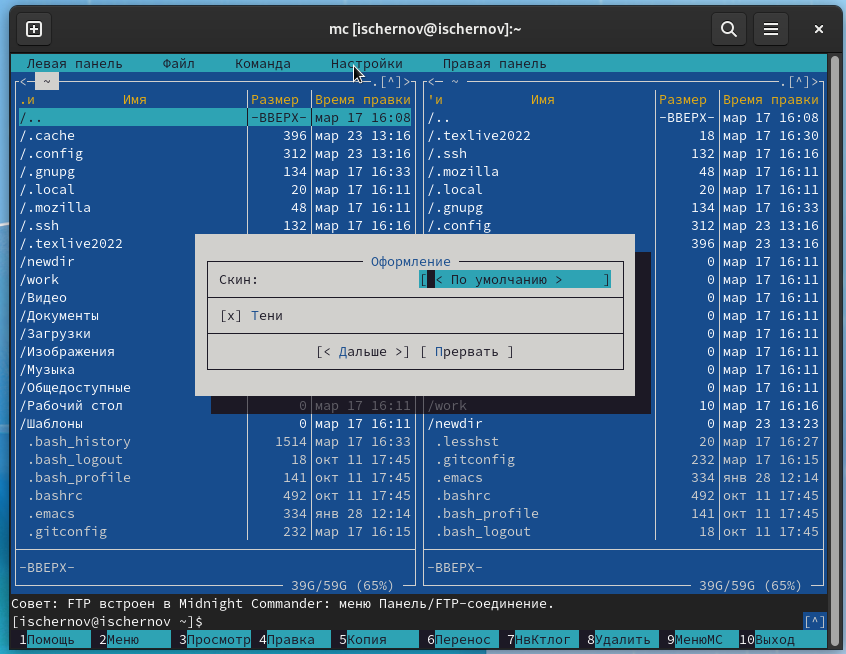 mc [ischernov@ischernov]:~
Левая панель Файл Команда Настройки Правая панель
<─ ~ ──.[^]>
.и Имя Размер Время правки
/.. -ВВЕРХ- мар 17 16:08
/.cache 396 мар 23 13:16
/.config 312 мар 23 13:16
/.gnupg 134 мар 17 16:33
/.local 20 мар 17 16:11
/.mozilla 48 мар 17 16:11
/.ssh 132 мар 17 16:16
/.texlive2022
/newdir
/work
/Видео
/Документы
/Загрузки
/Изображения
/Музыка
/Общедоступные
/Рабочий стол 0 мар 17 16:11
/Шаблоны 0 мар 17 16:11
.bash_history 1514 мар 17 16:33
.bash_logout 18 окт 11 17:45
.bash_profile 141 окт 11 17:45
.bashrc 492 окт 11 17:45
.emacs 334 янв 28 12:14
.gitconfig 232 мар 17 16:15
-ВВЕРХ-
39G/59G (65%)
<─ ~ ──.[^]>
'и Имя Размер Время правки
/.. -ВВЕРХ- мар 17 16:08
/.texlive2022 18 мар 17 16:30
/.ssh 132 мар 17 16:16
/.mozilla 48 мар 17 16:11
/.local 20 мар 17 16:11
/.gnupg 134 мар 17 16:33
/.config 312 мар 23 13:16
396 мар 23 13:16
0 мар 17 16:11
0 мар 17 16:11
0 мар 17 16:11
0 мар 17 16:11
0 мар 17 16:11
0 мар 17 16:11
0 мар 17 16:11
0 мар 17 16:11
/work 10 мар 17 16:16
/newdir 0 мар 23 13:23
.lesshst 20 мар 17 16:27
.gitconfig 232 мар 17 16:15
.emacs 334 янв 28 12:14
.bashrc 492 окт 11 17:45
.bash_profile 141 окт 11 17:45
.bash_logout 18 окт 11 17:45
-ВВЕРХ-
39G/59G (65%)
Оформление
Скин: [ < По умолчанию > ]
[x] Тени
[< Дальше >] [ Прервать ]
Совет: FTP встроен в Midnight Commander: меню Панель/FTP-соединение.
[ischernov@ischernov ~]$ [^]
1Помощь 2Меню 3Просмотр 4Правка 5Копия 6Перенос 7НвКтлог 8Удалить 9МенюМС 10Выход